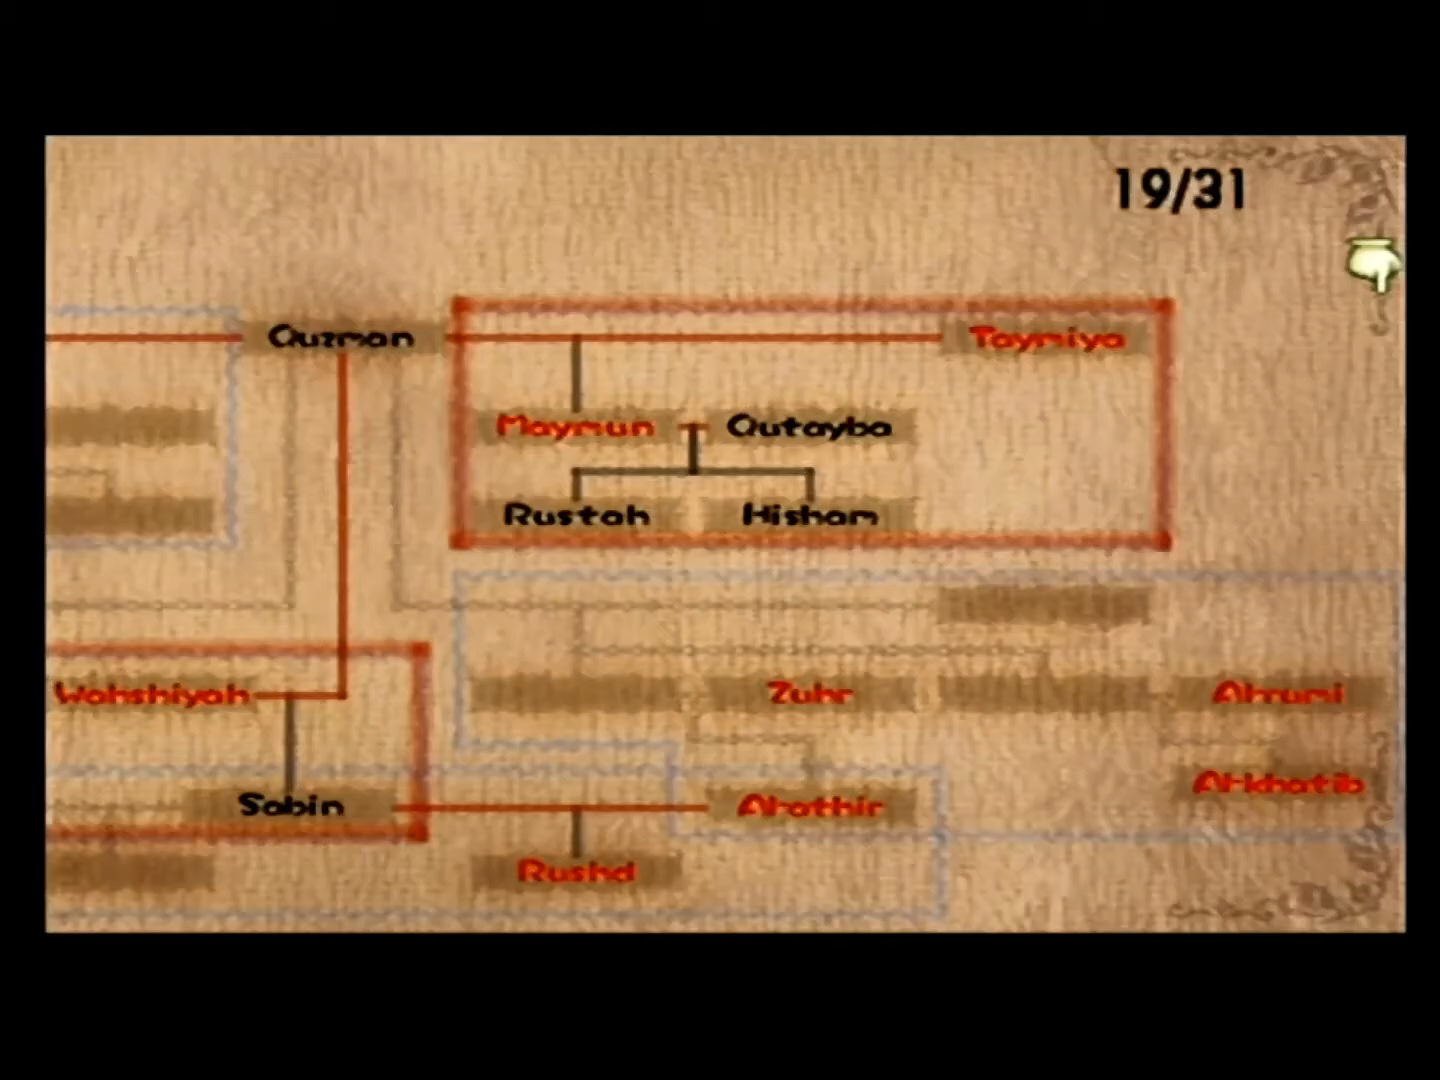 19/31
Quzman Taymiya
Maymun Qutayba
Rustah Hisham
Wahshiyah Zuhr Alrumi
Alkhatib
Sabin Alathir
Rushd